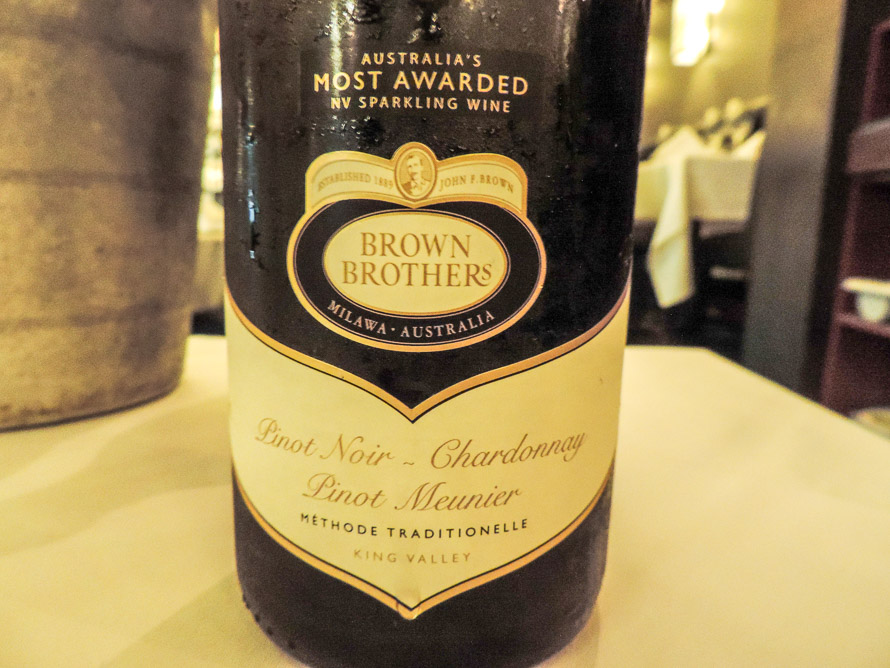 AUSTRALIA'S
MOST AWARDED
NV SPARKLING WINE
ESTABLISHED 1889 JOHN F. BROWN
BROWN
BROTHERS
MILAWA · AUSTRALIA
Pinot Noir ~ Chardonnay
Pinot Meunier
MÉTHODE TRADITIONELLE
KING VALLEY